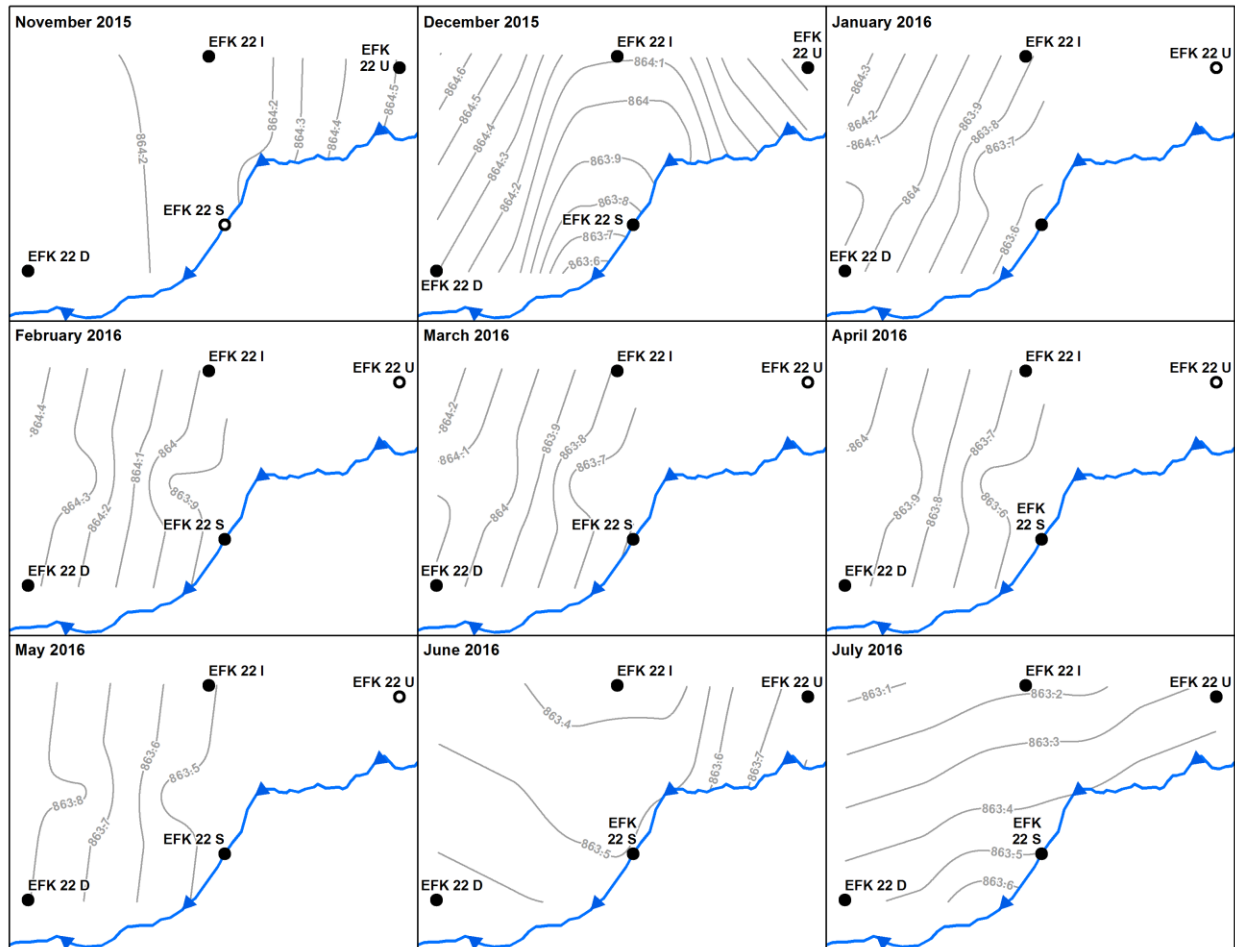 November 2015
EFK 22 I
EFK
22 U
864.2
864.2
864.3
864.4
864.5
EFK 22 S
EFK 22 D
December 2015
EFK 22 I
EFK
22 U
864.6
864.5
864.4
864.3
864.2
864.1
864
863.9
863.8
863.7
863.6
EFK 22 S
EFK 22 D
January 2016
EFK 22 I
EFK 22 U
864.3
864.2
864.1
864
863.9
863.8
863.7
863.6
EFK 22 S
EFK 22 D
February 2016
EFK 22 I
EFK 22 U
864.4
864.3
864.2
864.1
864
863.9
EFK 22 S
EFK 22 D
March 2016
EFK 22 I
EFK 22 U
864.2
864.1
864
863.9
863.8
863.7
EFK 22 S
EFK 22 D
April 2016
EFK 22 I
EFK 22 U
864
863.9
863.8
863.7
863.6
EFK
22 S
EFK 22 D
May 2016
EFK 22 I
EFK 22 U
863.8
863.7
863.6
863.5
EFK 22 S
EFK 22 D
June 2016
EFK 22 I
EFK 22 U
863.4
863.5
863.6
863.7
EFK
22 S
EFK 22 D
July 2016
EFK 22 I
EFK 22 U
863.1
863.2
863.3
863.4
863.5
863.6
EFK
22 S
EFK 22 D